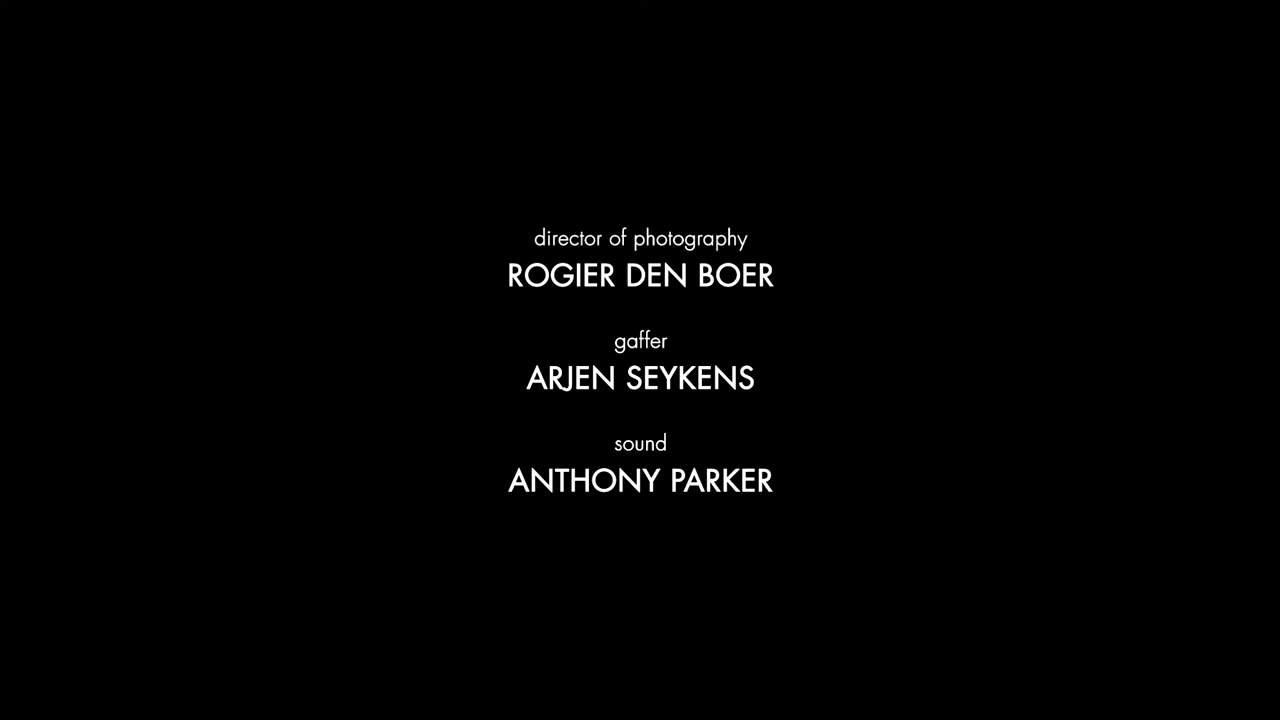 director of photography
ROGIER DEN BOER
gaffer
ARJEN SEYKENS
sound
ANTHONY PARKER